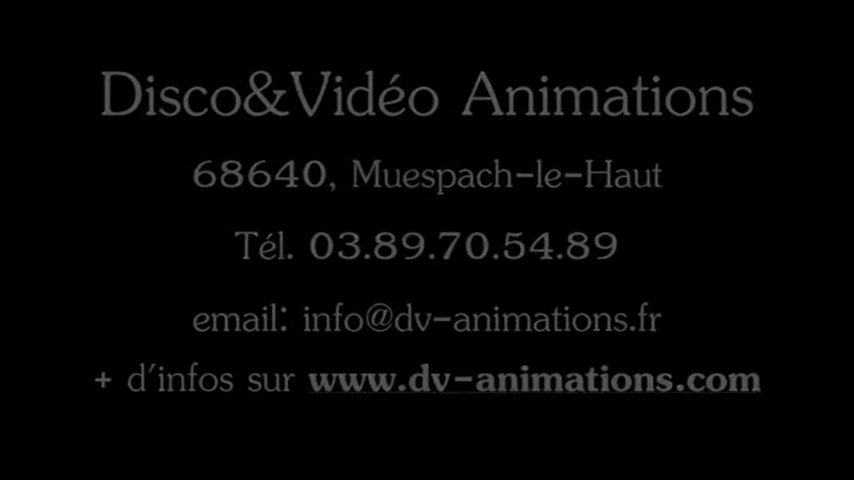 Disco&Vidéo Animations
68640, Muespach-le-Haut
Tél. 03.89.70.54.89
email: info@dv-animations.fr
+ d'infos sur www.dv-animations.com